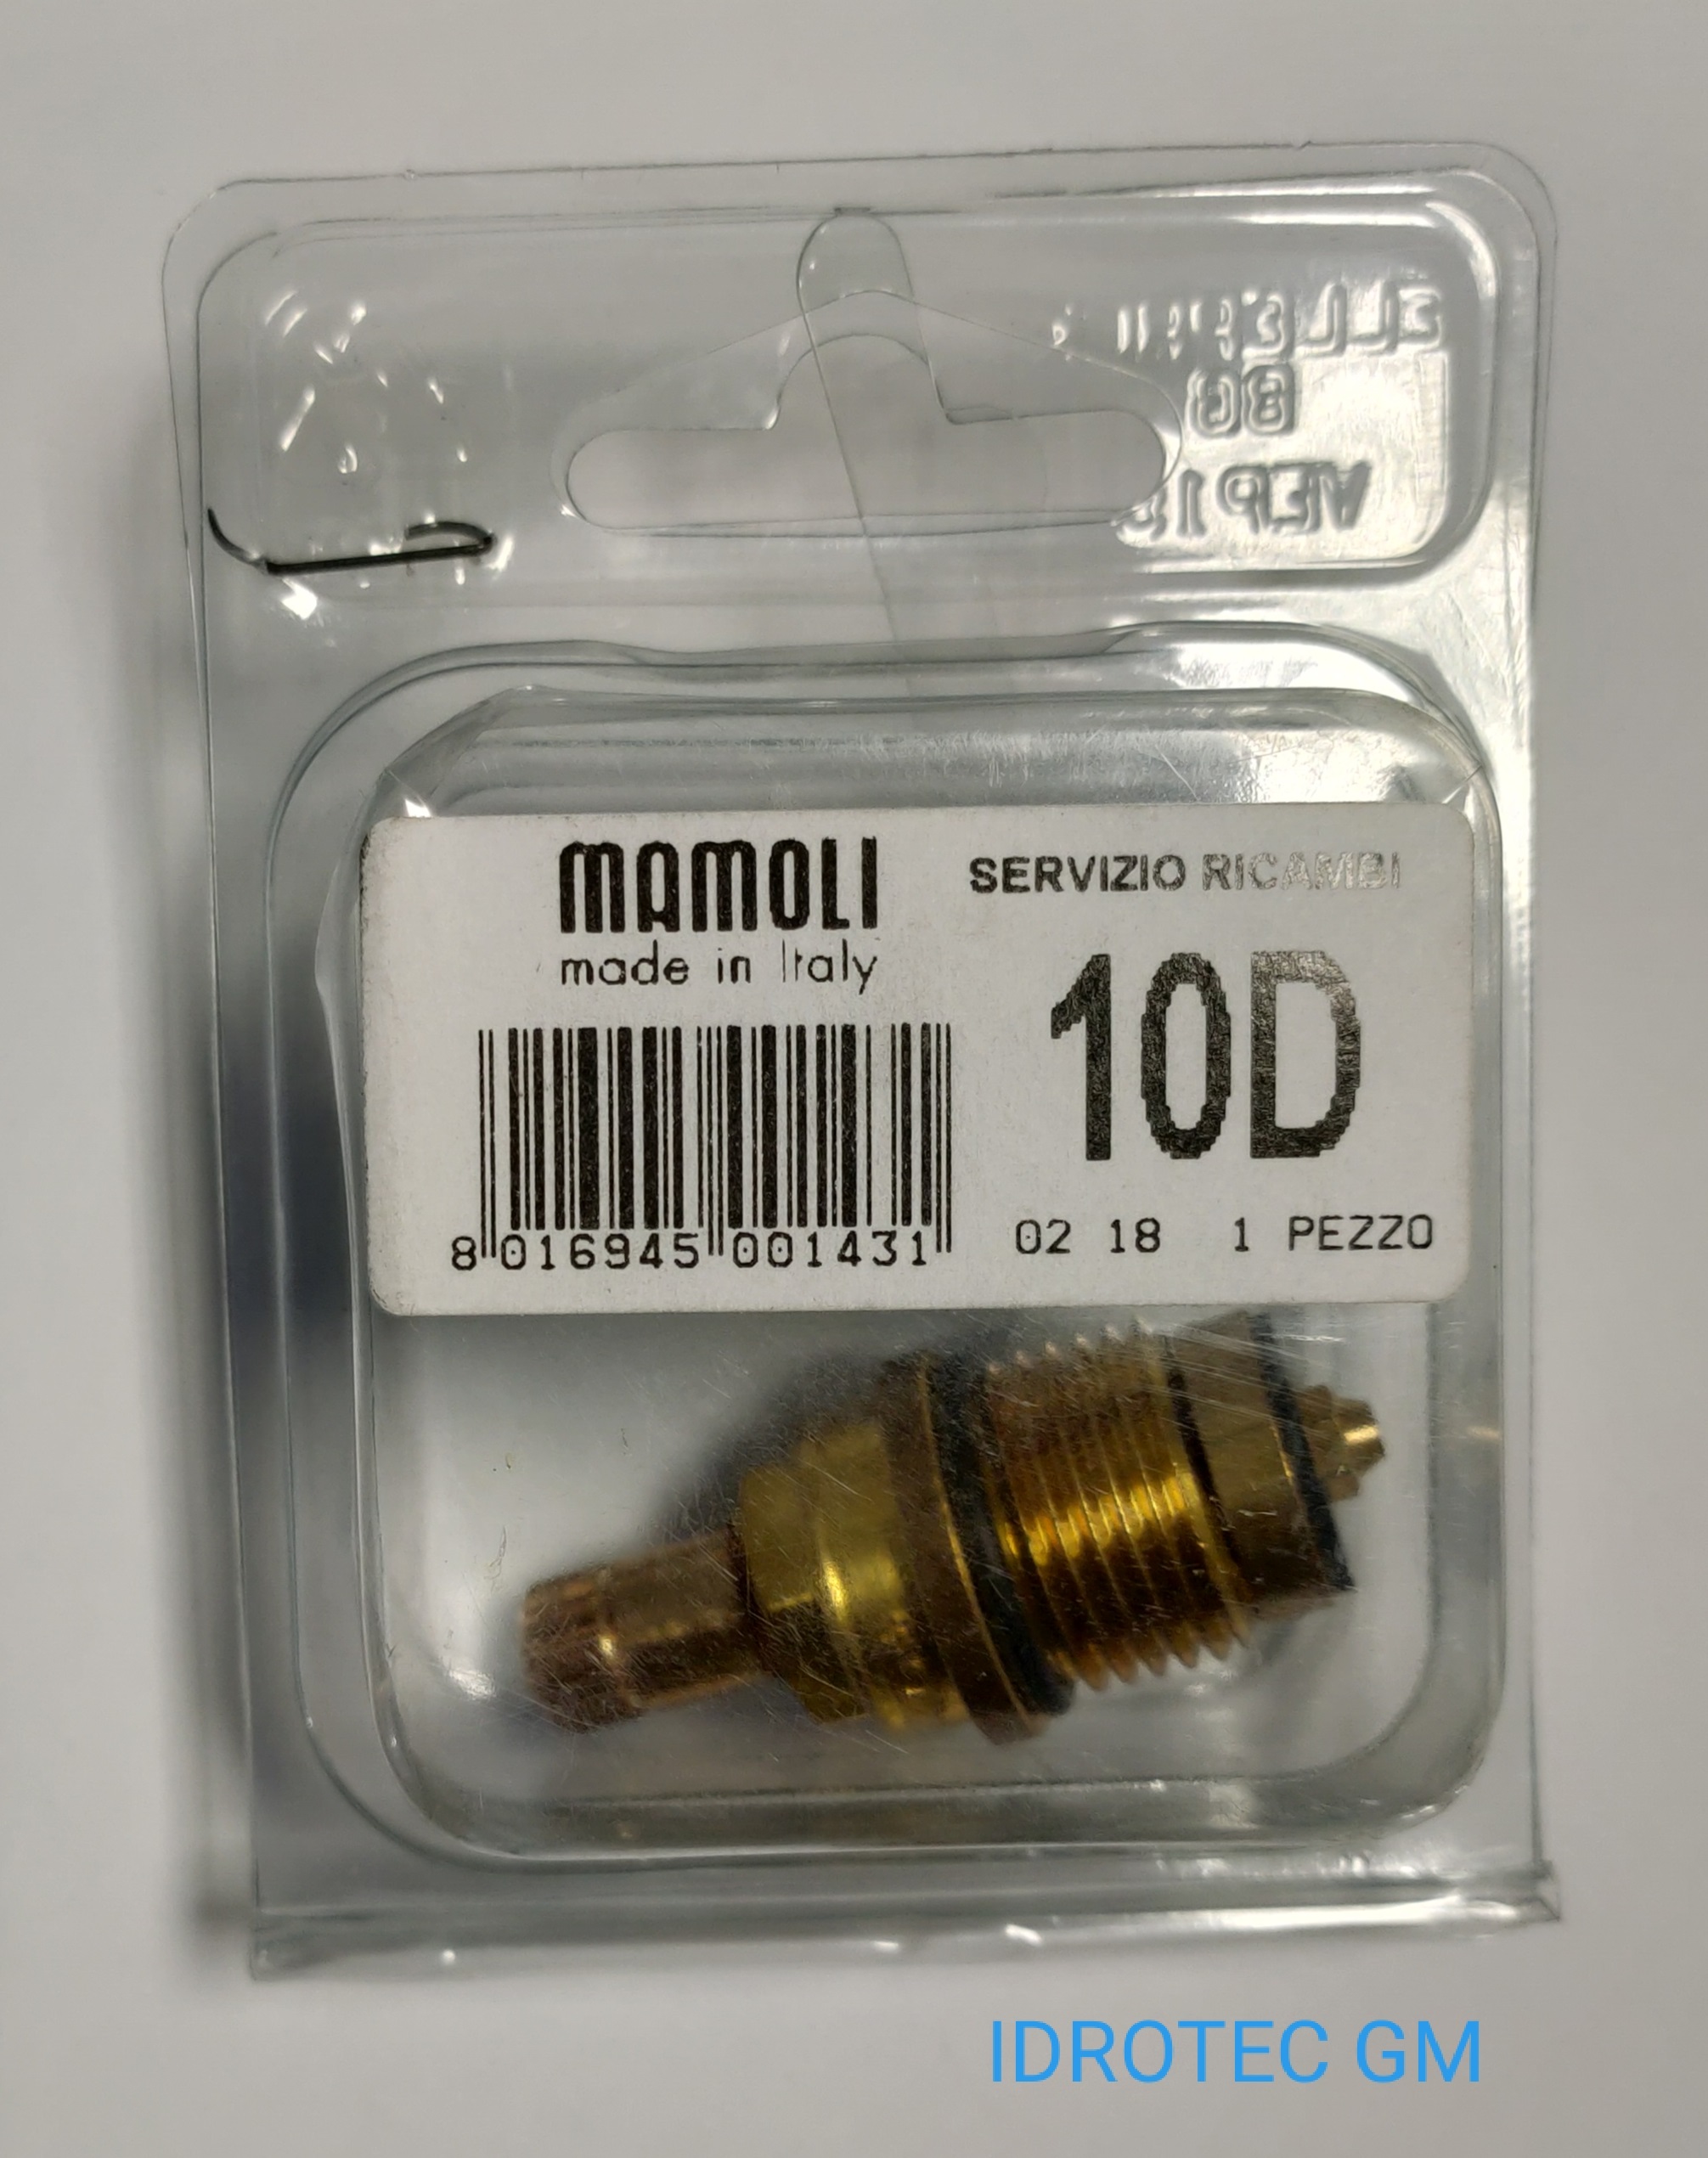 MAMOLI
made in Italy
SERVIZIO RICAMBI
10D
8 016945 001431
02 18 1 PEZZO
IDROTEC GM